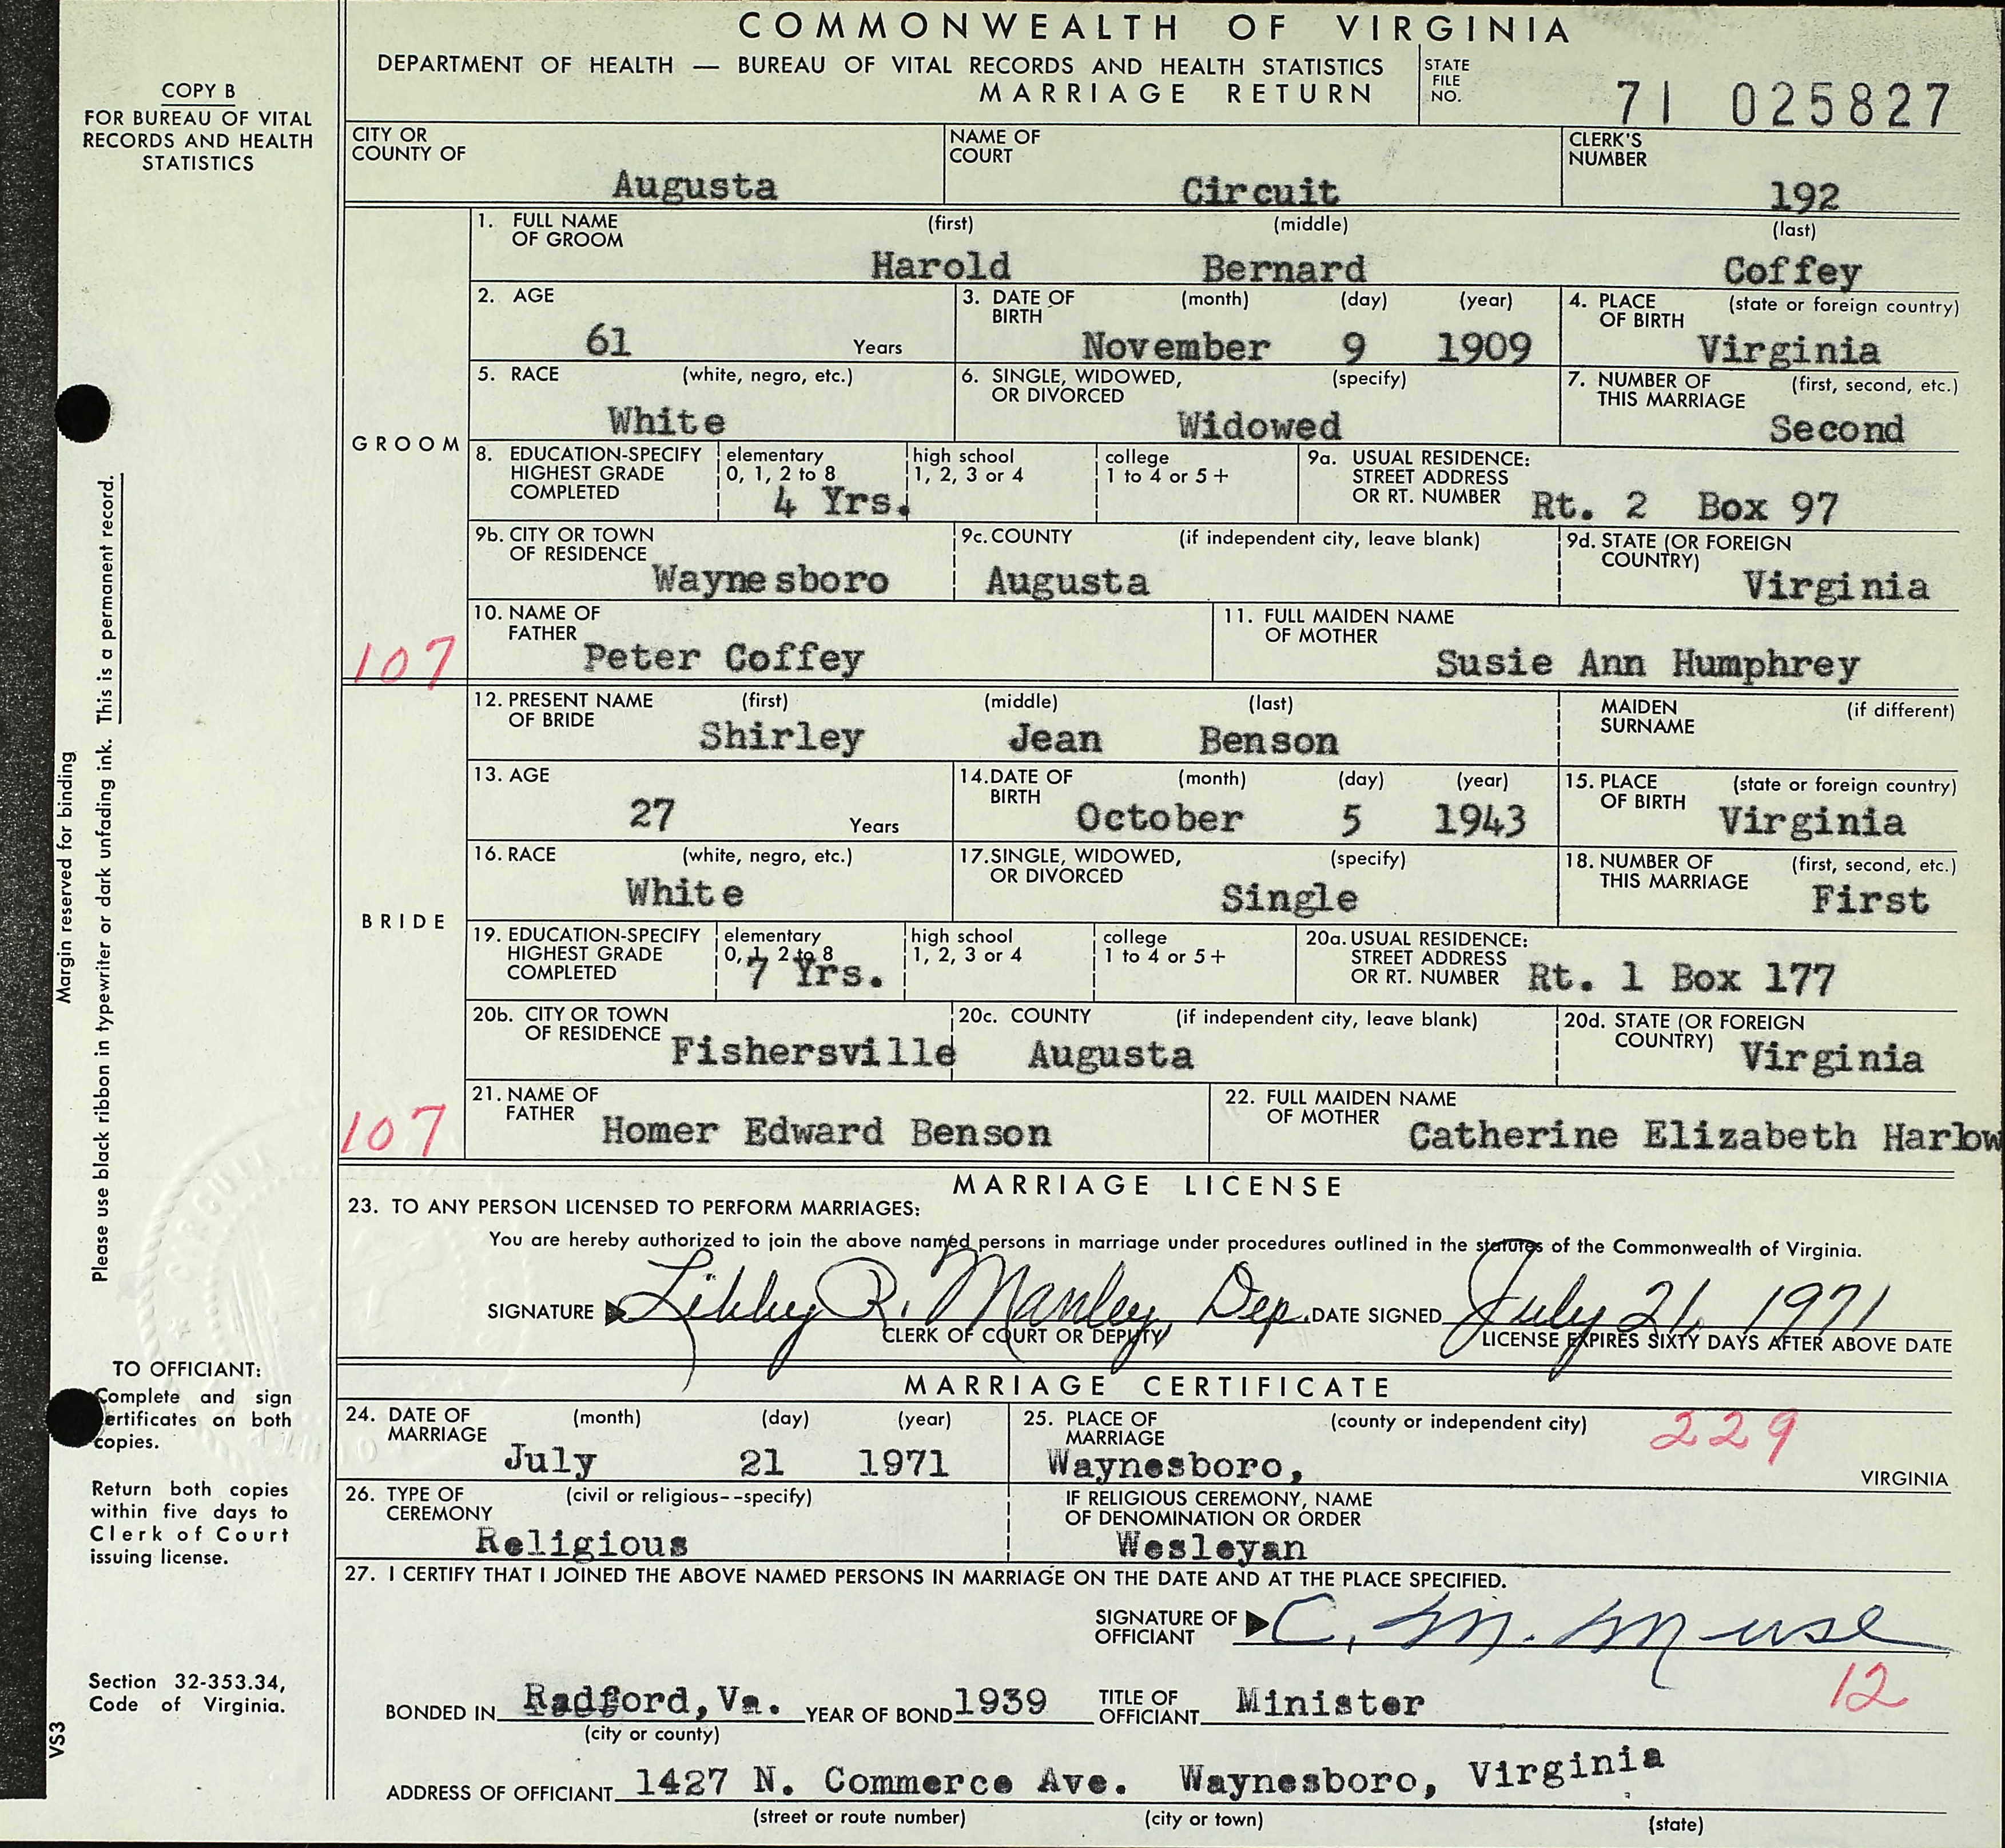 COMMONWEALTH OF VIRGINIA
DEPARTMENT OF HEALTH — BUREAU OF VITAL RECORDS AND HEALTH STATISTICS
MARRIAGE RETURN
STATE FILE NO. 71 025827
COPY B
FOR BUREAU OF VITAL
RECORDS AND HEALTH
STATISTICS
CITY OR COUNTY OF Augusta
NAME OF COURT Circuit
CLERK'S NUMBER 192
GROOM
1. FULL NAME OF GROOM (first) Harold (middle) Bernard (last) Coffey
2. AGE 61 Years
3. DATE OF BIRTH (month) November (day) 9 (year) 1909
4. PLACE OF BIRTH (state or foreign country) Virginia
5. RACE (white, negro, etc.) White
6. SINGLE, WIDOWED, OR DIVORCED (specify) Widowed
7. NUMBER OF THIS MARRIAGE (first, second, etc.) Second
8. EDUCATION-SPECIFY HIGHEST GRADE COMPLETED elementary 0, 1, 2 to 8 4 Yrs. high school 1, 2, 3 or 4 college 1 to 4 or 5+
9a. USUAL RESIDENCE: STREET ADDRESS OR RT. NUMBER Rt. 2 Box 97
9b. CITY OR TOWN OF RESIDENCE Waynesboro
9c. COUNTY (if independent city, leave blank) Augusta
9d. STATE (OR FOREIGN COUNTRY) Virginia
10. NAME OF FATHER Peter Coffey
11. FULL MAIDEN NAME OF MOTHER Susie Ann Humphrey
107
BRIDE
12. PRESENT NAME OF BRIDE (first) Shirley (middle) Jean (last) Benson
MAIDEN SURNAME (if different)
13. AGE 27 Years
14. DATE OF BIRTH (month) October (day) 5 (year) 1943
15. PLACE OF BIRTH (state or foreign country) Virginia
16. RACE (white, negro, etc.) White
17. SINGLE, WIDOWED, OR DIVORCED (specify) Single
18. NUMBER OF THIS MARRIAGE (first, second, etc.) First
19. EDUCATION-SPECIFY HIGHEST GRADE COMPLETED elementary 0, 1, 2 to 8 7 Yrs. high school 1, 2, 3 or 4 college 1 to 4 or 5+
20a. USUAL RESIDENCE: STREET ADDRESS OR RT. NUMBER Rt. 1 Box 177
20b. CITY OR TOWN OF RESIDENCE Fishersville
20c. COUNTY (if independent city, leave blank) Augusta
20d. STATE (OR FOREIGN COUNTRY) Virginia
21. NAME OF FATHER Homer Edward Benson
22. FULL MAIDEN NAME OF MOTHER Catherine Elizabeth Harlow
107
MARRIAGE LICENSE
23. TO ANY PERSON LICENSED TO PERFORM MARRIAGES:
You are hereby authorized to join the above named persons in marriage under procedures outlined in the statutes of the Commonwealth of Virginia.
SIGNATURE Libby R. Manley, Dep. DATE SIGNED July 21, 1971
CLERK OF COURT OR DEPUTY LICENSE EXPIRES SIXTY DAYS AFTER ABOVE DATE
MARRIAGE CERTIFICATE
24. DATE OF MARRIAGE (month) July (day) 21 (year) 1971
25. PLACE OF MARRIAGE (county or independent city) Waynesboro, VIRGINIA
229
26. TYPE OF CEREMONY (civil or religious--specify) Religious
IF RELIGIOUS CEREMONY, NAME OF DENOMINATION OR ORDER Wesleyan
27. I CERTIFY THAT I JOINED THE ABOVE NAMED PERSONS IN MARRIAGE ON THE DATE AND AT THE PLACE SPECIFIED.
SIGNATURE OF OFFICIANT C. M. Muse
12
BONDED IN Radford, Va. YEAR OF BOND 1939 TITLE OF OFFICIANT Minister
(city or county)
ADDRESS OF OFFICIANT 1427 N. Commerce Ave. Waynesboro, Virginia
(street or route number) (city or town) (state)
Margin reserved for binding
Please use black ribbon in typewriter or dark unfading ink. This is a permanent record.
TO OFFICIANT:
Complete and sign
ertificates on both
copies.
Return both copies
within five days to
Clerk of Court
issuing license.
Section 32-353.34,
Code of Virginia.
VS3